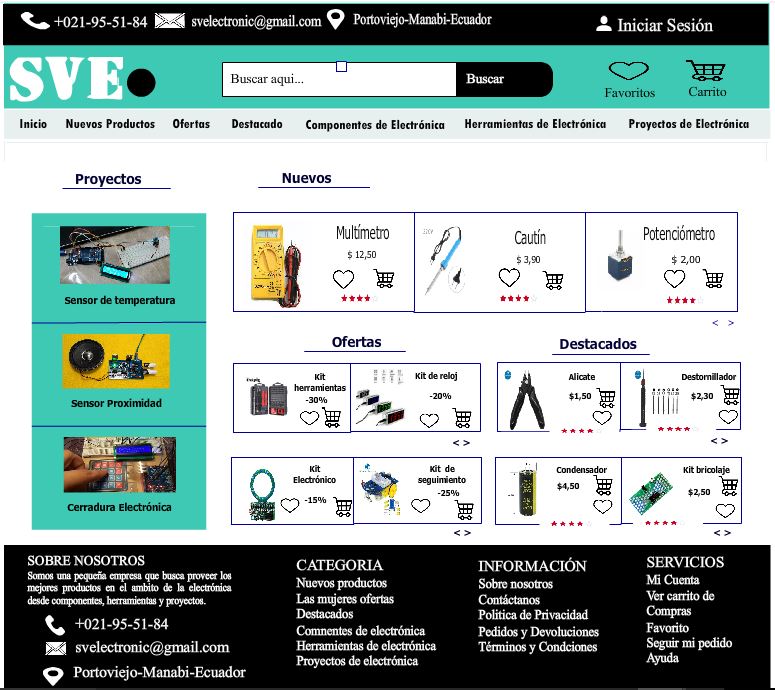 +021-95-51-84 svelectronic@gmail.com Portoviejo-Manabi-Ecuador Iniciar Sesión
SVE
Buscar aqui... Buscar
Favoritos Carrito
Inicio Nuevos Productos Ofertas Destacado Componentes de Electrónica Herramientas de Electrónica Proyectos de Electrónica
Proyectos
Sensor de temperatura
Sensor Proximidad
Cerradura Electrónica
Nuevos
Multímetro
$ 12,50
Cautín
$ 3,90
Potenciómetro
$ 2,00
< >
Ofertas
Kit
herramientas
-30%
Kit de reloj
-20%
< >
Kit
Electrónico
-15%
Kit de
seguimiento
-25%
< >
Destacados
Alicate
$1,50
Destornillador
$2,30
< >
Condensador
$4,50
Kit bricolaje
$2,50
< >
SOBRE NOSOTROS
Somos una pequeña empresa que busca proveer los
mejores productos en el ambito de la electrónica
desde componentes, herramientas y proyectos.
+021-95-51-84
svelectronic@gmail.com
Portoviejo-Manabi-Ecuador
CATEGORIA
Nuevos productos
Las mujeres ofertas
Destacados
Comnentes de electrónica
Herramientas de electrónica
Proyectos de electrónica
INFORMACIÓN
Sobre nosotros
Contáctanos
Politica de Privacidad
Pedidos y Devoluciones
Términos y Condciones
SERVICIOS
Mi Cuenta
Ver carrito de
Compras
Favorito
Seguir mi pedido
Ayuda